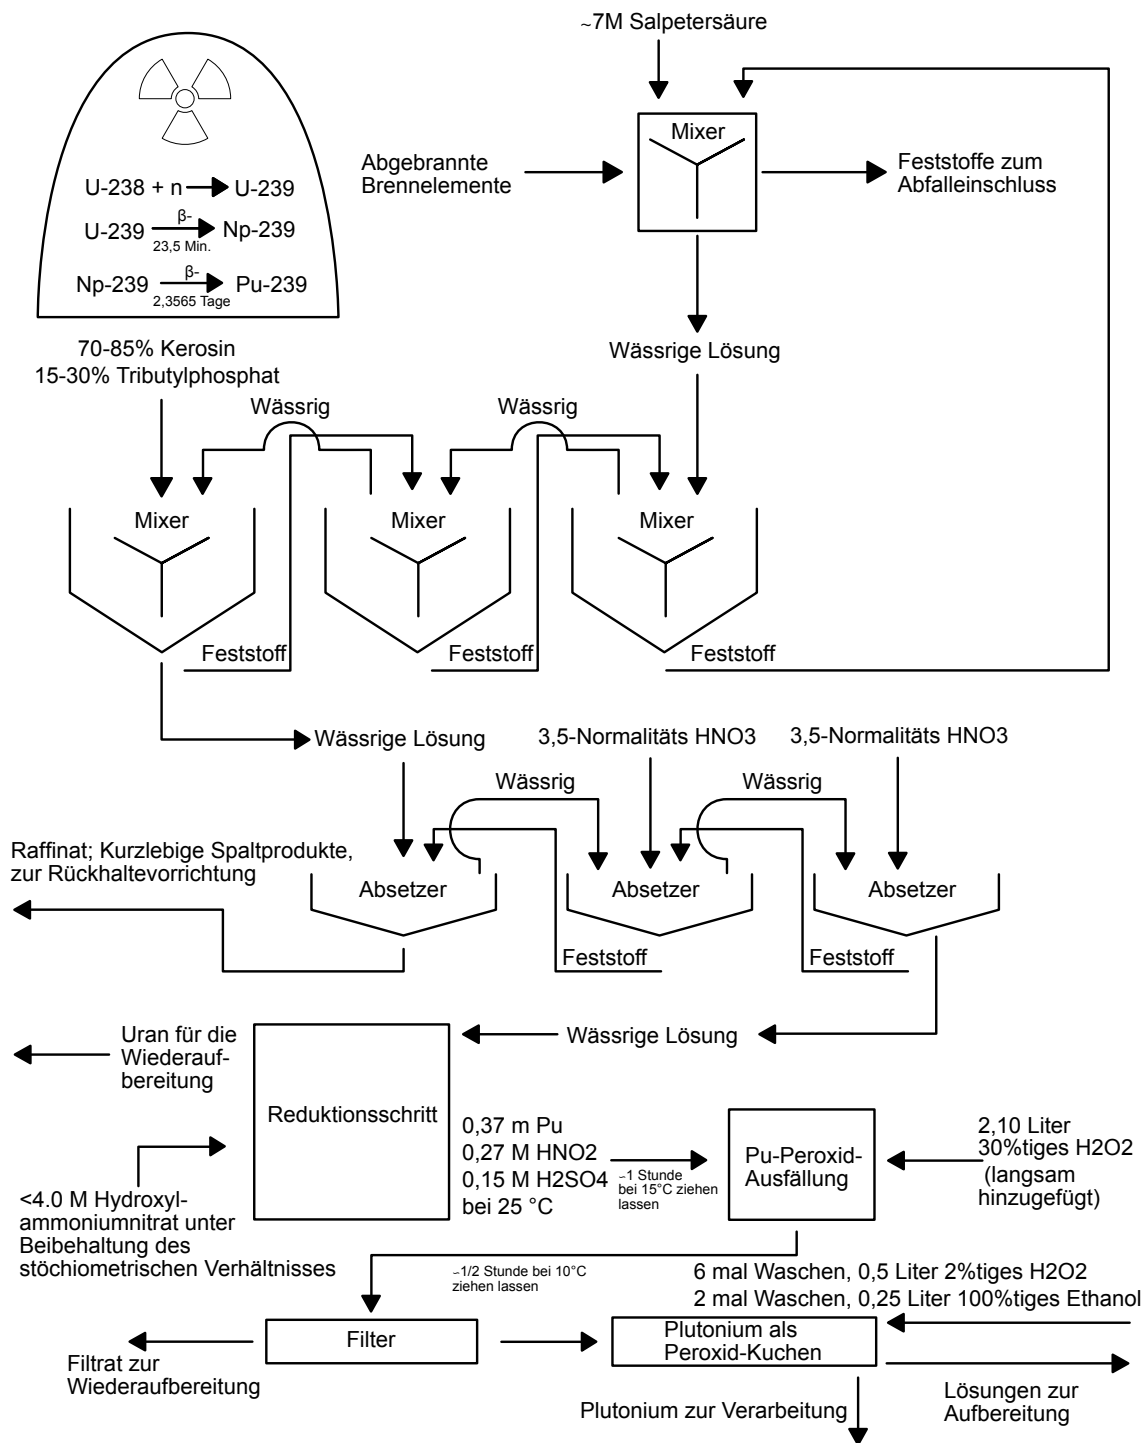 ~7M Salpetersäure
Mixer
Abgebrannte
Brennelemente
Feststoffe zum
Abfalleinschluss
U-238 + n U-239
U-239 β- Np-239
23,5 Min.
Np-239 β- Pu-239
2,3565 Tage
Wässrige Lösung
70-85% Kerosin
15-30% Tributylphosphat
Wässrig Wässrig
Mixer Mixer Mixer
Feststoff Feststoff Feststoff
Wässrige Lösung
3,5-Normalitäts HNO3 3,5-Normalitäts HNO3
Wässrig Wässrig
Raffinat; Kurzlebige Spaltprodukte,
zur Rückhaltevorrichtung
Absetzer Absetzer Absetzer
Feststoff Feststoff
Uran für die
Wiederauf-
bereitung
Wässrige Lösung
Reduktionsschritt
<4.0 M Hydroxyl-
ammoniumnitrat unter
Beibehaltung des
stöchiometrischen Verhältnisses
0,37 m Pu
0,27 M HNO2
0,15 M H2SO4
bei 25 °C
~1 Stunde
bei 15°C ziehen
lassen
Pu-Peroxid-
Ausfällung
2,10 Liter
30%tiges H2O2
(langsam
hinzugefügt)
~1/2 Stunde bei 10°C
ziehen lassen
6 mal Waschen, 0,5 Liter 2%tiges H2O2
2 mal Waschen, 0,25 Liter 100%tiges Ethanol
Filter
Plutonium als
Peroxid-Kuchen
Filtrat zur
Wiederaufbereitung
Plutonium zur Verarbeitung
Lösungen zur
Aufbereitung